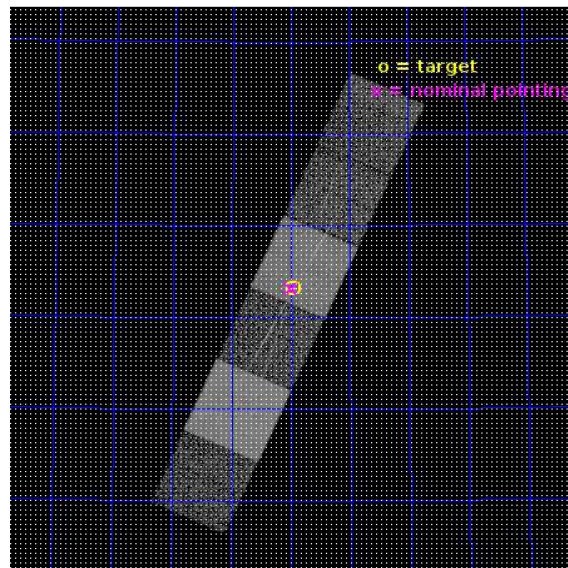 o = target
x = nominal pointing